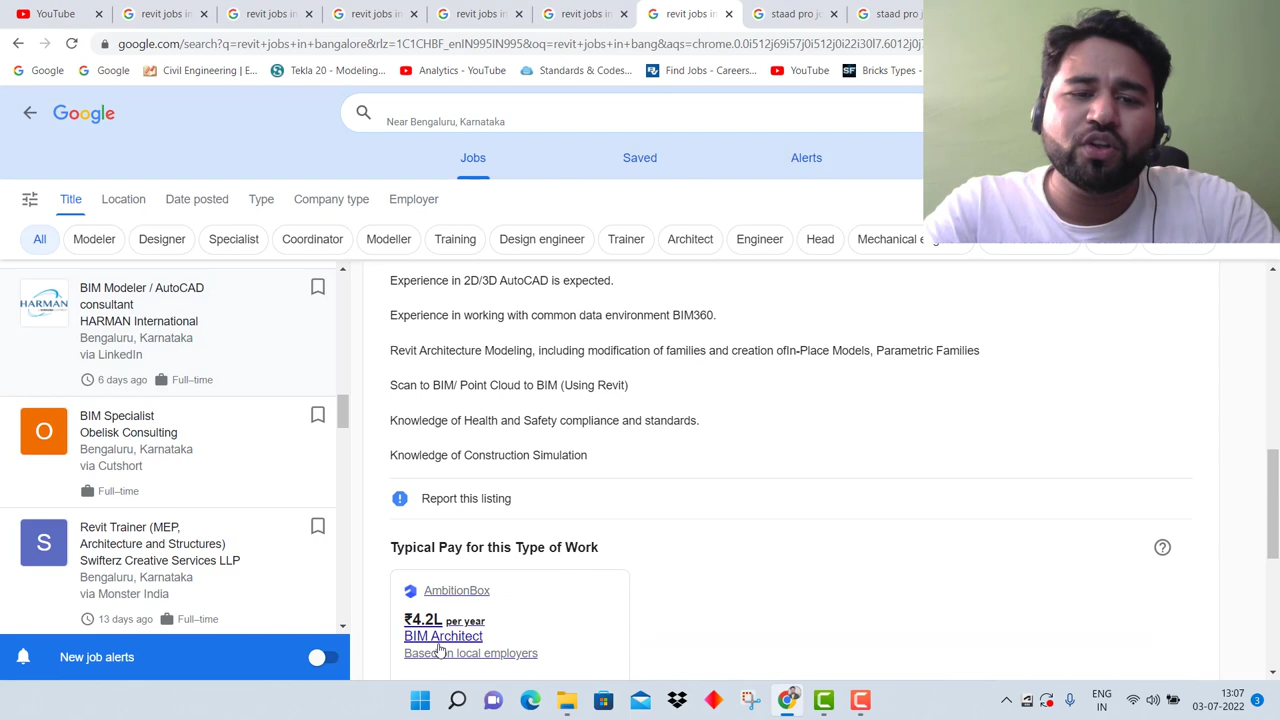 YouTube
revit jobs in
revit jobs in
revit jobs in
revit jobs in
revit jobs in
revit jobs in
staad pro j
staad pro
google.com/search?q=revit+jobs+in+bangalore&rlz=1C1CHBF_enIN995IN995&oq=revit+jobs+in+bang&aqs=chrome.0.0i512j69i57j0i512j0i22i30l7.6012j0j7
Google
Google
Civil Engineering | E...
Tekla 20 - Modeling...
Analytics - YouTube
Standards & Codes...
Find Jobs - Careers...
YouTube
Bricks Types -
Google
Near Bengaluru, Karnataka
Jobs
Saved
Alerts
Title
Location
Date posted
Type
Company type
Employer
All
Modeler
Designer
Specialist
Coordinator
Modeller
Training
Design engineer
Trainer
Architect
Engineer
Head
Mechanical e
HARMAN
BIM Modeler / AutoCAD
consultant
HARMAN International
Bengaluru, Karnataka
via LinkedIn
6 days ago
Full–time
O
BIM Specialist
Obelisk Consulting
Bengaluru, Karnataka
via Cutshort
Full–time
S
Revit Trainer (MEP,
Architecture and Structures)
Swifterz Creative Services LLP
Bengaluru, Karnataka
via Monster India
13 days ago
Full–time
New job alerts
Experience in 2D/3D AutoCAD is expected.
Experience in working with common data environment BIM360.
Revit Architecture Modeling, including modification of families and creation ofIn-Place Models, Parametric Families
Scan to BIM/ Point Cloud to BIM (Using Revit)
Knowledge of Health and Safety compliance and standards.
Knowledge of Construction Simulation
Report this listing
Typical Pay for this Type of Work
AmbitionBox
₹4.2L per year
BIM Architect
Based on local employers
ENG
IN
13:07
03-07-2022
3